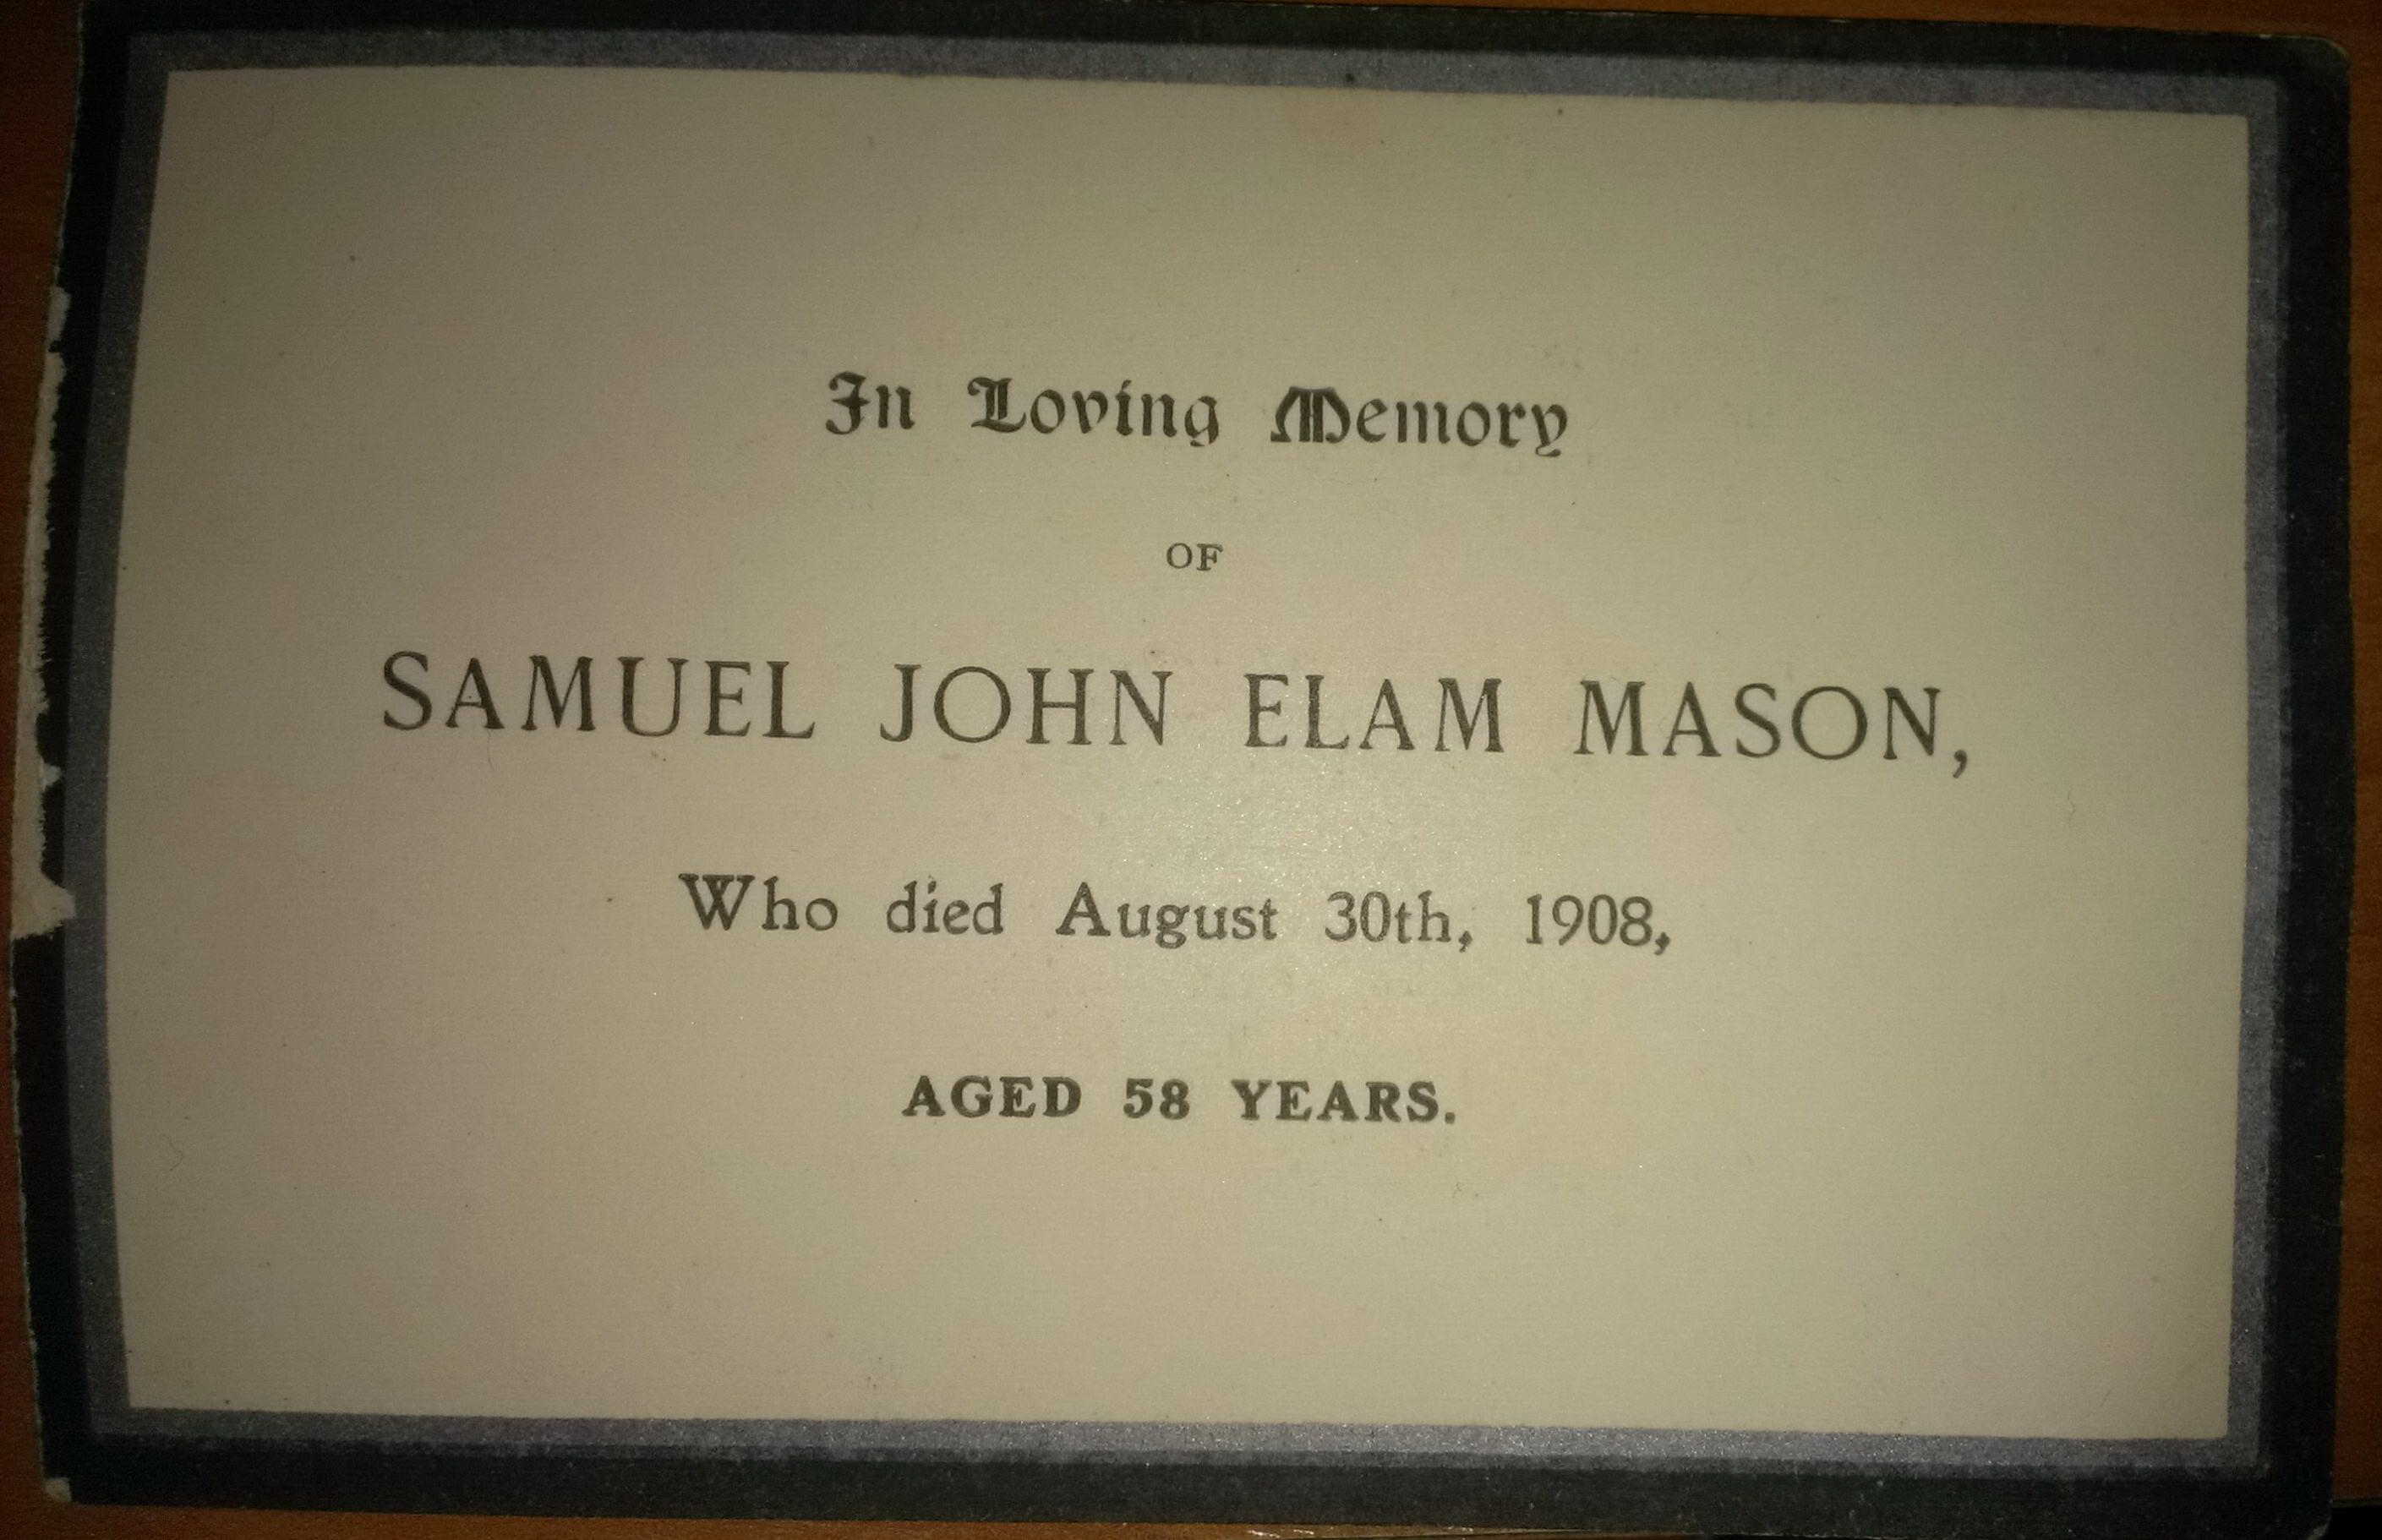 In Loving Memory
OF
SAMUEL JOHN ELAM MASON,
Who died August 30th, 1908,
AGED 58 YEARS.